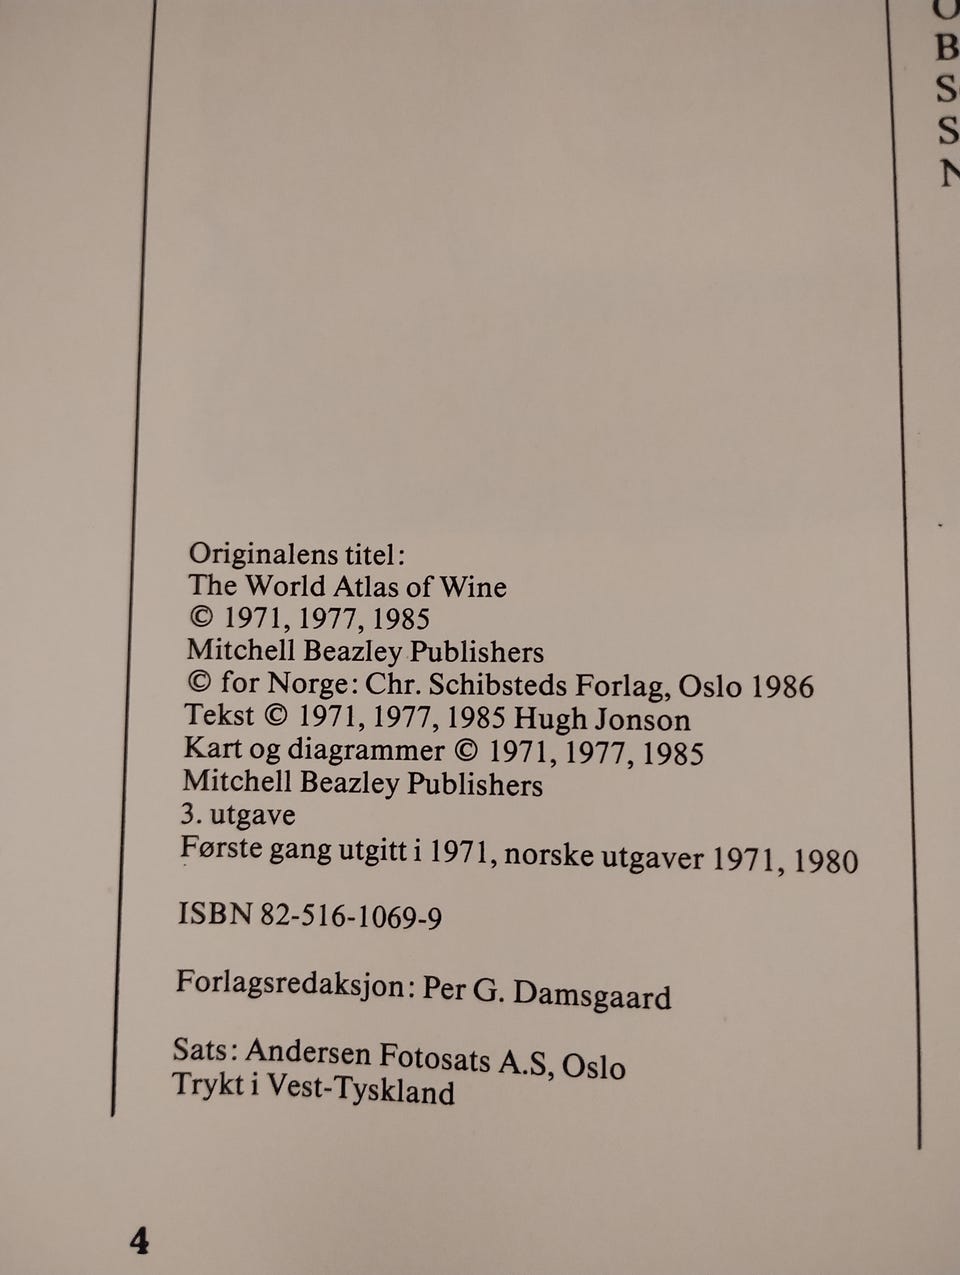 Originalens titel:
The World Atlas of Wine
© 1971, 1977, 1985
Mitchell Beazley Publishers
© for Norge: Chr. Schibsteds Forlag, Oslo 1986
Tekst © 1971, 1977, 1985 Hugh Jonson
Kart og diagrammer © 1971, 1977, 1985
Mitchell Beazley Publishers
3. utgave
Første gang utgitt i 1971, norske utgaver 1971, 1980
ISBN 82-516-1069-9
Forlagsredaksjon: Per G. Damsgaard
Sats: Andersen Fotosats A.S, Oslo
Trykt i Vest-Tyskland
4